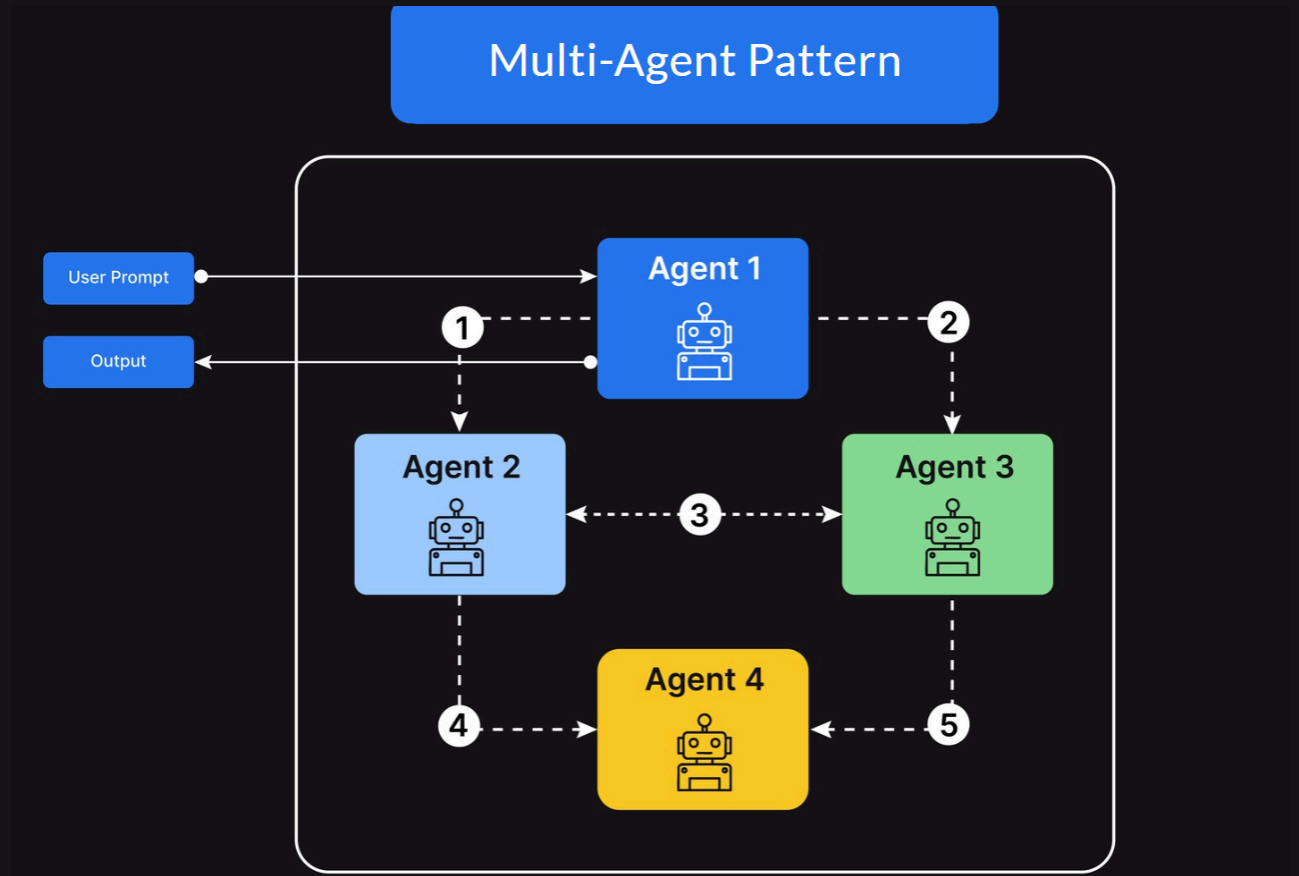 Multi-Agent Pattern
User Prompt
Output
Agent 1
1
2
Agent 2
3
Agent 3
4
Agent 4
5